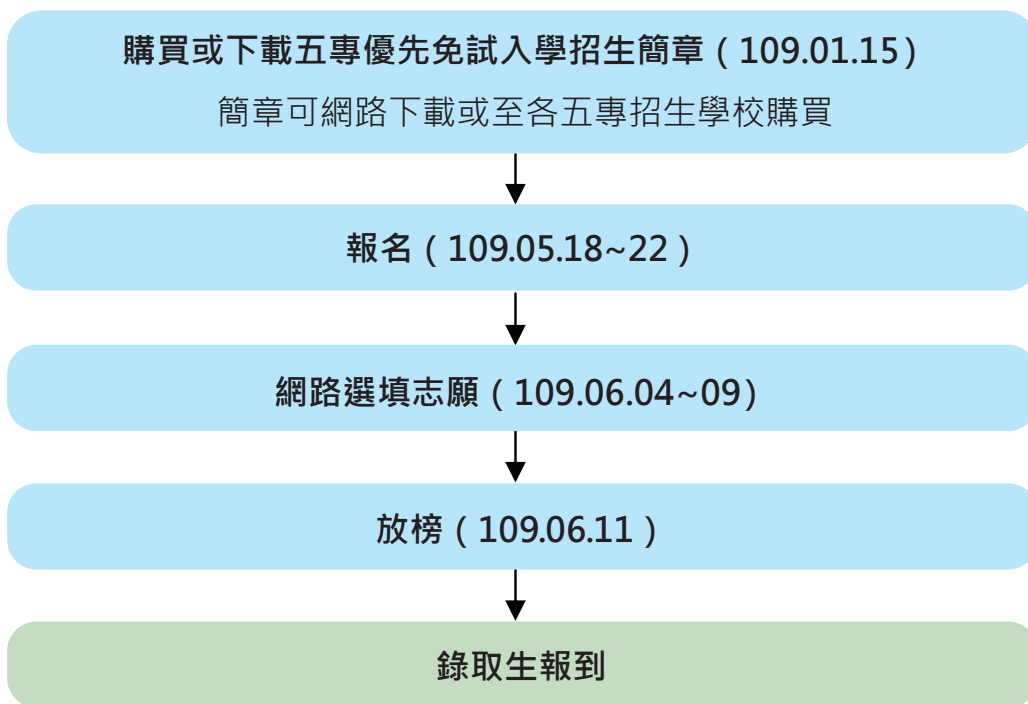 購買或下載五專優先免試入學招生簡章（109.01.15）
簡章可網路下載或至各五專招生學校購買
報名（109.05.18~22）
網路選填志願（109.06.04~09）
放榜（109.06.11）
錄取生報到